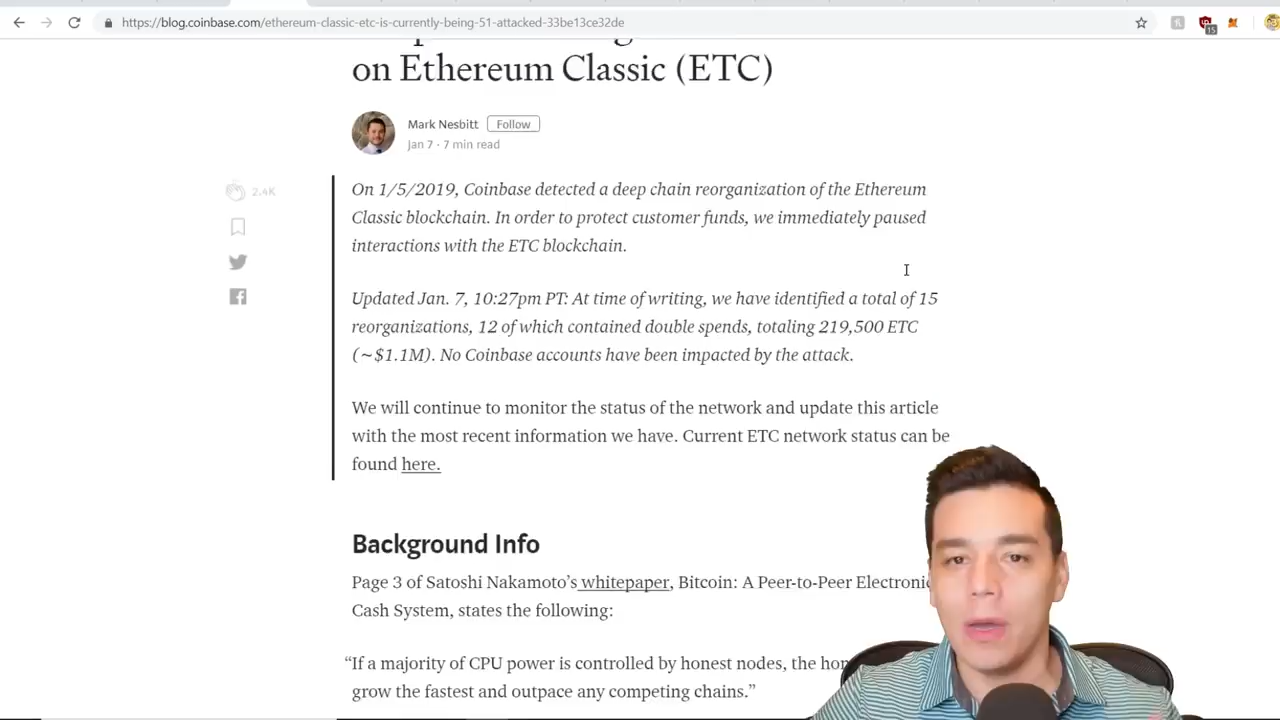 https://blog.coinbase.com/ethereum-classic-etc-is-currently-being-51-attacked-33be13ce32de
15
on Ethereum Classic (ETC)
Mark Nesbitt Follow
Jan 7 · 7 min read
2.4K
On 1/5/2019, Coinbase detected a deep chain reorganization of the Ethereum
Classic blockchain. In order to protect customer funds, we immediately paused
interactions with the ETC blockchain.
Updated Jan. 7, 10:27pm PT: At time of writing, we have identified a total of 15
reorganizations, 12 of which contained double spends, totaling 219,500 ETC
(~$1.1M). No Coinbase accounts have been impacted by the attack.
We will continue to monitor the status of the network and update this article
with the most recent information we have. Current ETC network status can be
found here.
Background Info
Page 3 of Satoshi Nakamoto’s whitepaper, Bitcoin: A Peer-to-Peer Electronic
Cash System, states the following:
“If a majority of CPU power is controlled by honest nodes, the
grow the fastest and outpace any competing chains.”